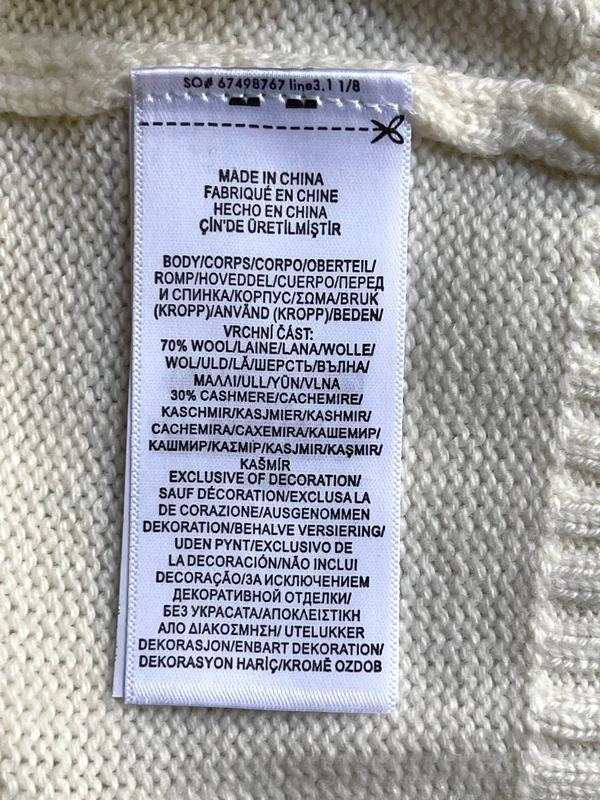 SO# 67498767 line3.1 1/8
MADE IN CHINA
FABRIQUÉ EN CHINE
HECHO EN CHINA
ÇİN'DE ÜRETİLMİŞTİR
BODY/CORPS/CORPO/OBERTEIL/
ROMP/HOVEDDEL/CUERPO/ПЕРЕД
И СПИНКА/КОРПУС/ΣΩΜΑ/BRUK
(KROPP)/ANVÄND (KROPP)/BEDEN/
VRCHNÍ ČÁST:
70% WOOL/LAINE/LANA/WOLLE/
WOL/ULD/LÃ/ШЕРСТЬ/ВЪЛНА/
ΜΑΛΛΙ/ULL/YÜN/VLNA
30% CASHMERE/CACHEMIRE/
KASCHMIR/KASJMIER/KASHMIR/
CACHEMIRA/CAXEMIRA/КАШЕМИР/
КАШМИР/ΚΑΣΜΙΡ/KASJMIR/KAŞMIR/
KAŠMÍR
EXCLUSIVE OF DECORATION/
SAUF DÉCORATION/EXCLUSA LA
DE CORAZIONE/AUSGENOMMEN
DEKORATION/BEHALVE VERSIERING/
UDEN PYNT/EXCLUSIVO DE
LA DECORACIÓN/NÃO INCLUI
DECORAÇÃO/ЗА ИСКЛЮЧЕНИЕМ
ДЕКОРАТИВНОЙ ОТДЕЛКИ/
БЕЗ УКРАСАТА/ΑΠΟΚΛΕΙΣΤΙΚΗ
ΑΠΟ ΔΙΑΚΟΣΜΗΣΗ/ UTELUKKER
DEKORASJON/ENBART DEKORATION/
DEKORASYON HARİÇ/KROMĚ OZDOB